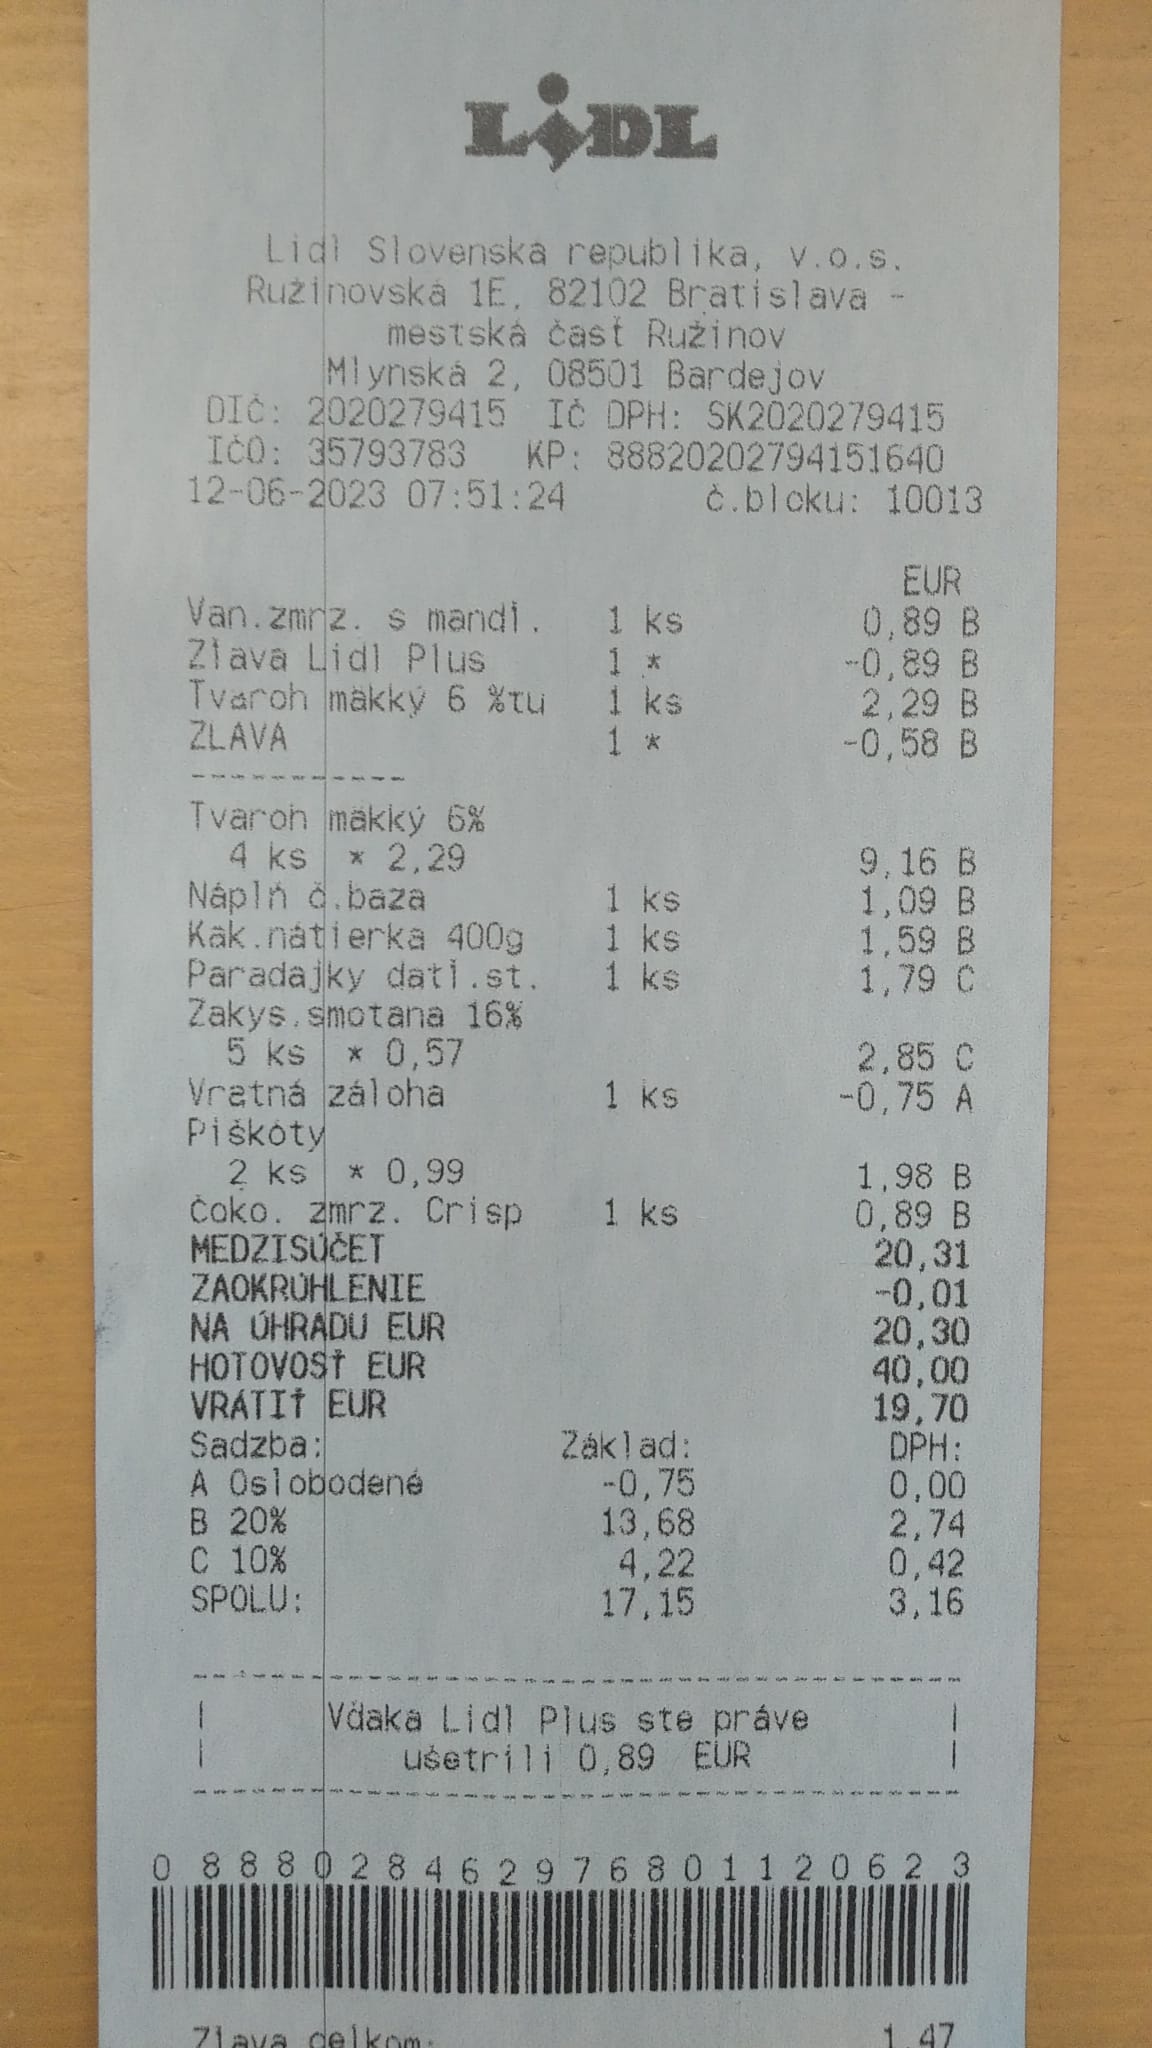 LIDL
Lidl Slovenská republika, v.o.s.
Ružinovská 1E, 82102 Bratislava -
mestská časť Ružinov
Mlynská 2, 08501 Bardejov
DIČ: 2020279415 IČ DPH: SK2020279415
IČO: 35793783 KP: 88820202794151640
12-06-2023 07:51:24 č.bloku: 10013
EUR
Van.zmrz. s mandl. 1 ks 0,89 B
Zľava Lidl Plus 1 * -0,89 B
Tvaroh mäkký 6 %tu 1 ks 2,29 B
ZĽAVA 1 * -0,58 B
-----------
Tvaroh mäkký 6%
4 ks * 2,29 9,16 B
Náplň č.baza 1 ks 1,09 B
Kak.nátierka 400g 1 ks 1,59 B
Paradajky datl.st. 1 ks 1,79 C
Zakys.smotana 16%
5 ks * 0,57 2,85 C
Vratná záloha 1 ks -0,75 A
Piškóty
2 ks * 0,99 1,98 B
Čoko. zmrz. Crisp 1 ks 0,89 B
MEDZISÚČET 20,31
ZAOKRÚHLENIE -0,01
NA ÚHRADU EUR 20,30
HOTOVOSŤ EUR 40,00
VRÁTIŤ EUR 19,70
Sadzba: Základ: DPH:
A Oslobodené -0,75 0,00
B 20% 13,68 2,74
C 10% 4,22 0,42
SPOLU: 17,15 3,16
Vďaka Lidl Plus ste práve
ušetrili 0,89 EUR
0 888028462976801120623
Zľava celkom: 1,47